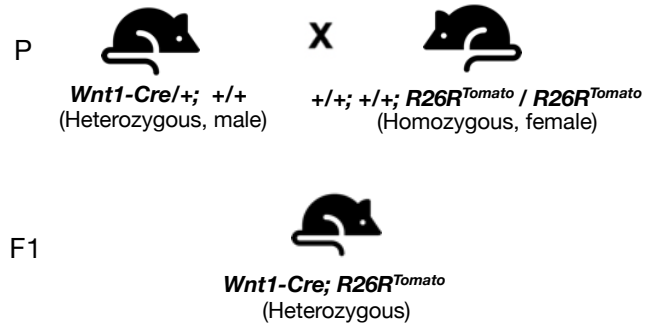 P
X
Wnt1-Cre/+; +/+
(Heterozygous, male)
+/+; +/+; R26R^Tomato / R26R^Tomato
(Homozygous, female)
F1
Wnt1-Cre; R26R^Tomato
(Heterozygous)